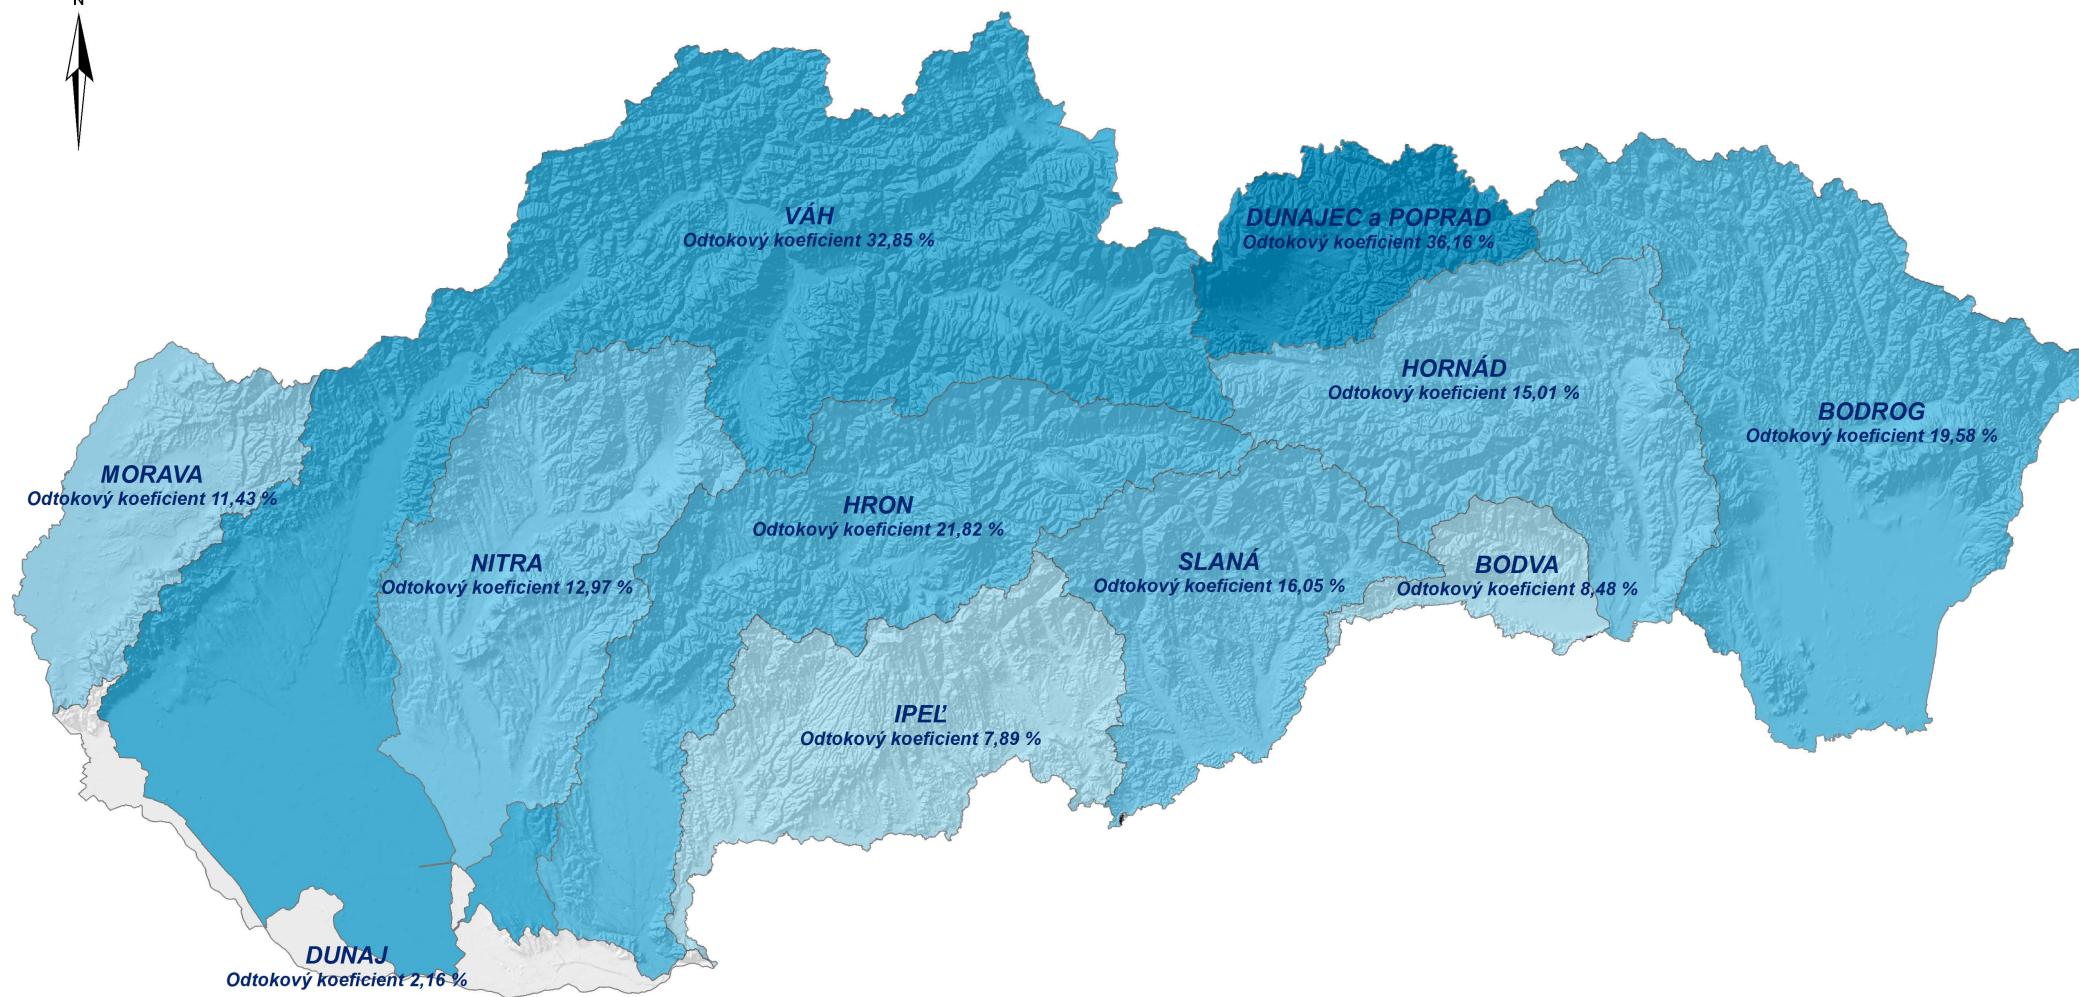 N
VÁH
Odtokový koeficient 32,85 %
DUNAJEC a POPRAD
Odtokový koeficient 36,16 %
HORNÁD
Odtokový koeficient 15,01 %
BODROG
Odtokový koeficient 19,58 %
MORAVA
Odtokový koeficient 11,43 %
HRON
Odtokový koeficient 21,82 %
NITRA
Odtokový koeficient 12,97 %
SLANÁ
Odtokový koeficient 16,05 %
BODVA
Odtokový koeficient 8,48 %
IPEĽ
Odtokový koeficient 7,89 %
DUNAJ
Odtokový koeficient 2,16 %